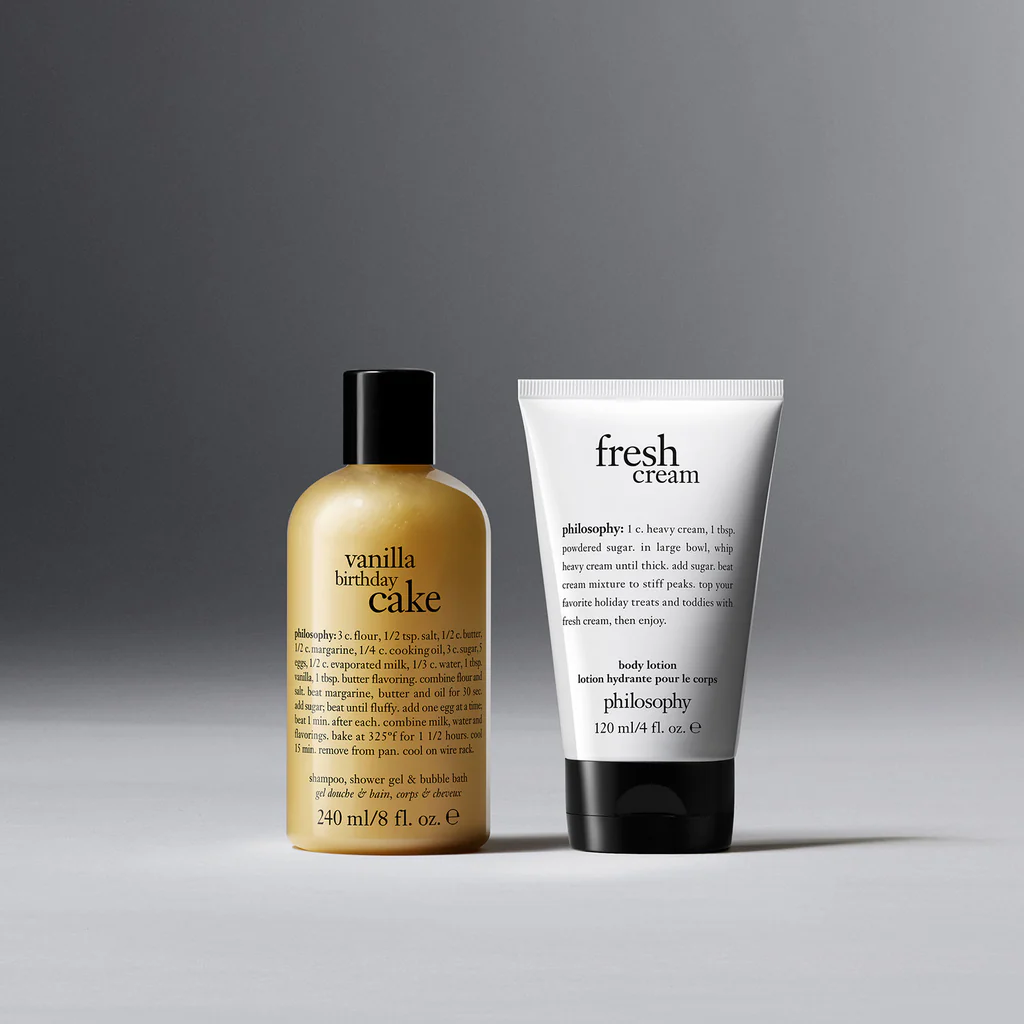 vanilla
birthday
cake
philosophy: 3 c. flour, 1/2 tsp. salt, 1/2 c. butter,
1/2 c. margarine, 1/4 c. cooking oil, 3 c. sugar, 5
eggs, 1/2 c. evaporated milk, 1/3 c. water, 1 tbsp.
vanilla, 1 tbsp. butter flavoring. combine flour and
salt. beat margarine, butter and oil for 30 sec.
add sugar; beat until fluffy. add one egg at a time.
beat 1 min. after each. combine milk, water and
flavorings. bake at 325°f for 1 1/2 hours. cool
15 min. remove from pan. cool on wire rack.
shampoo, shower gel & bubble bath
gel douche & bain, corps & cheveux
240 ml/8 fl. oz. ℮
fresh
cream
philosophy: 1 c. heavy cream, 1 tbsp.
powdered sugar. in large bowl, whip
heavy cream until thick. add sugar. beat
cream mixture to stiff peaks. top your
favorite holiday treats and toddies with
fresh cream, then enjoy.
body lotion
lotion hydratante pour le corps
philosophy
120 ml/4 fl. oz. ℮